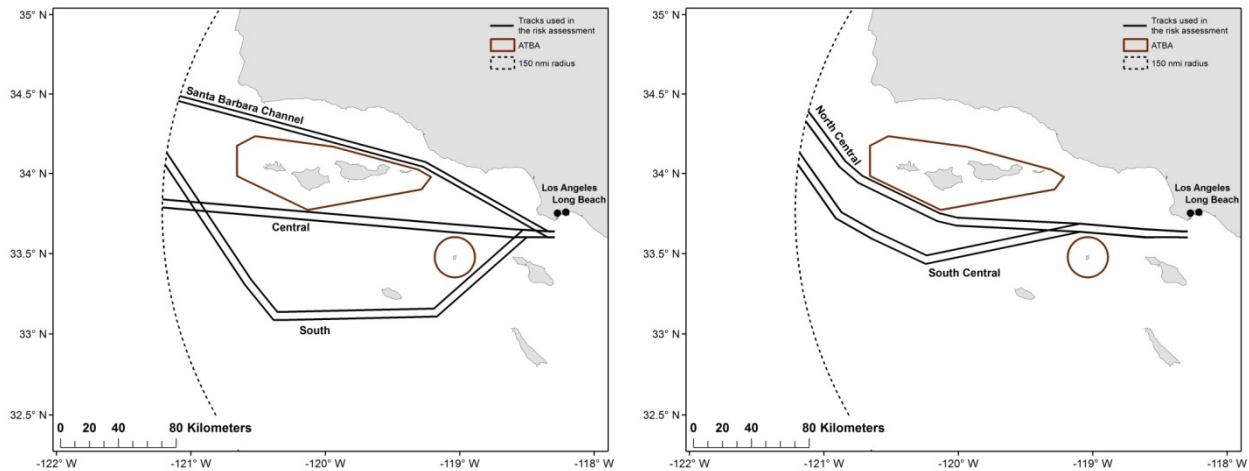 35° N
34.5° N
34° N
33.5° N
33° N
32.5° N
Tracks used in
the risk assessment
ATBA
150 nmi radius
Santa Barbara Channel
Los Angeles
Long Beach
Central
South
0 20 40 80 Kilometers
-122° W -121° W -120° W -119° W -118° W
35° N
34.5° N
34° N
33.5° N
33° N
32.5° N
Tracks used in
the risk assessment
ATBA
150 nmi radius
North Central
Los Angeles
Long Beach
South Central
0 20 40 80 Kilometers
-122° W -121° W -120° W -119° W -118° W